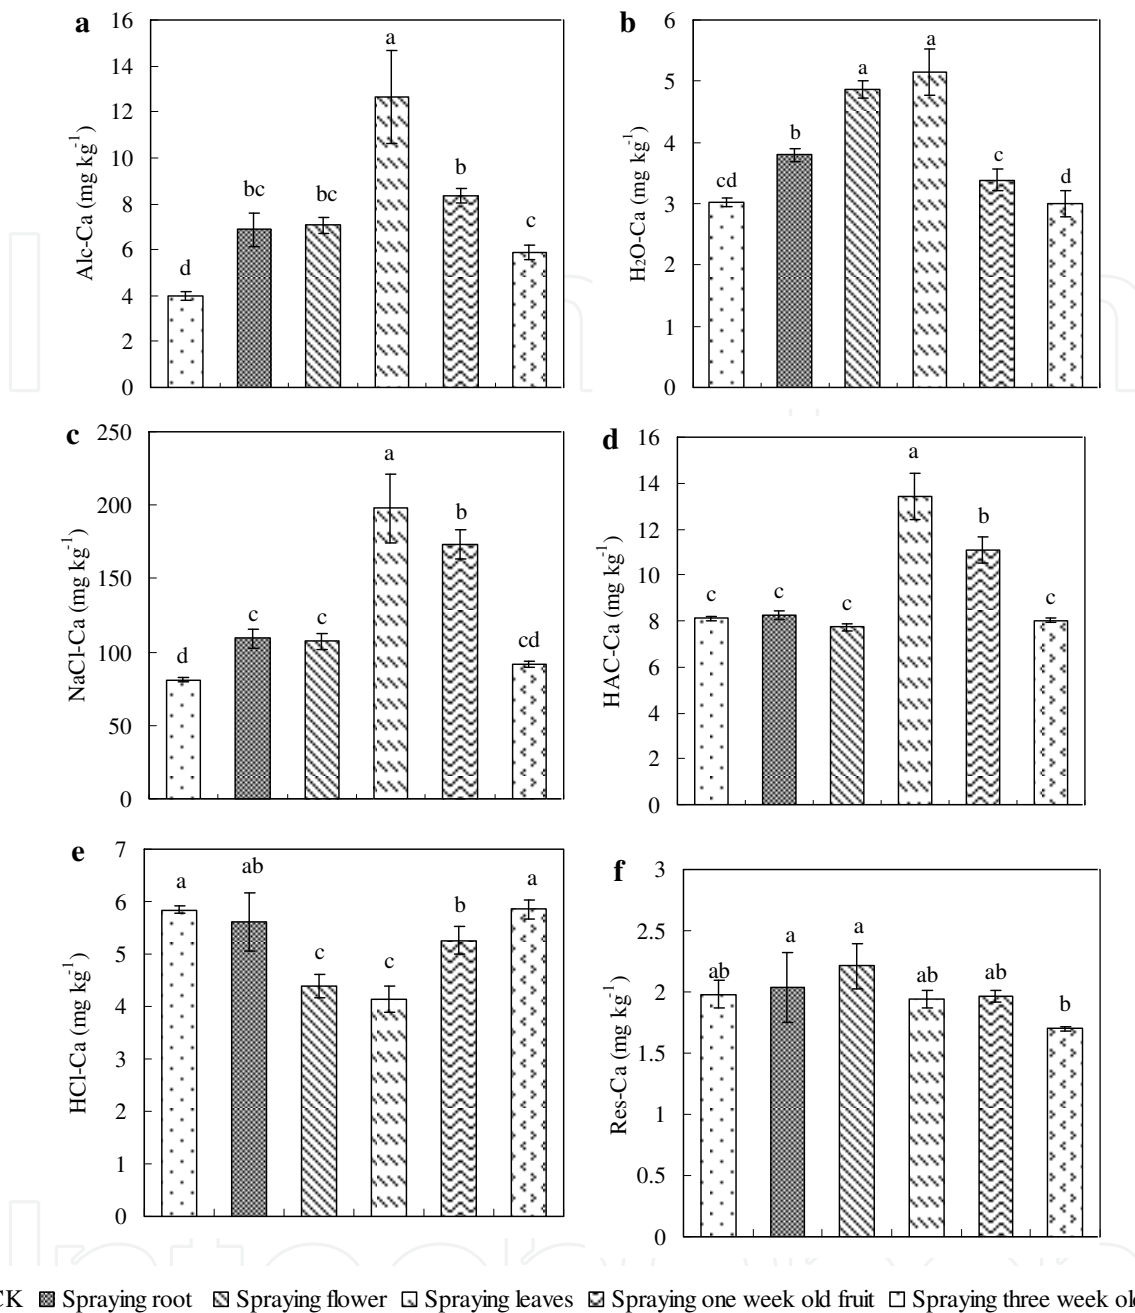 a
16
14
12
10
8
6
4
2
0
Alc-Ca (mg kg-1)
d
bc
bc
a
b
c
b
6
5
4
3
2
1
0
H2O-Ca (mg kg-1)
cd
b
a
a
c
d
c
250
200
150
100
50
0
NaCl-Ca (mg kg-1)
d
c
c
a
b
cd
d
16
14
12
10
8
6
4
2
0
HAC-Ca (mg kg-1)
c
c
c
a
b
c
e
7
6
5
4
3
2
1
0
HCl-Ca (mg kg-1)
a
ab
c
c
b
a
f
3
2.5
2
1.5
1
0.5
0
Res-Ca (mg kg-1)
ab
a
a
ab
ab
b
CK Spraying root Spraying flower Spraying leaves Spraying one week old fruit Spraying three week ol